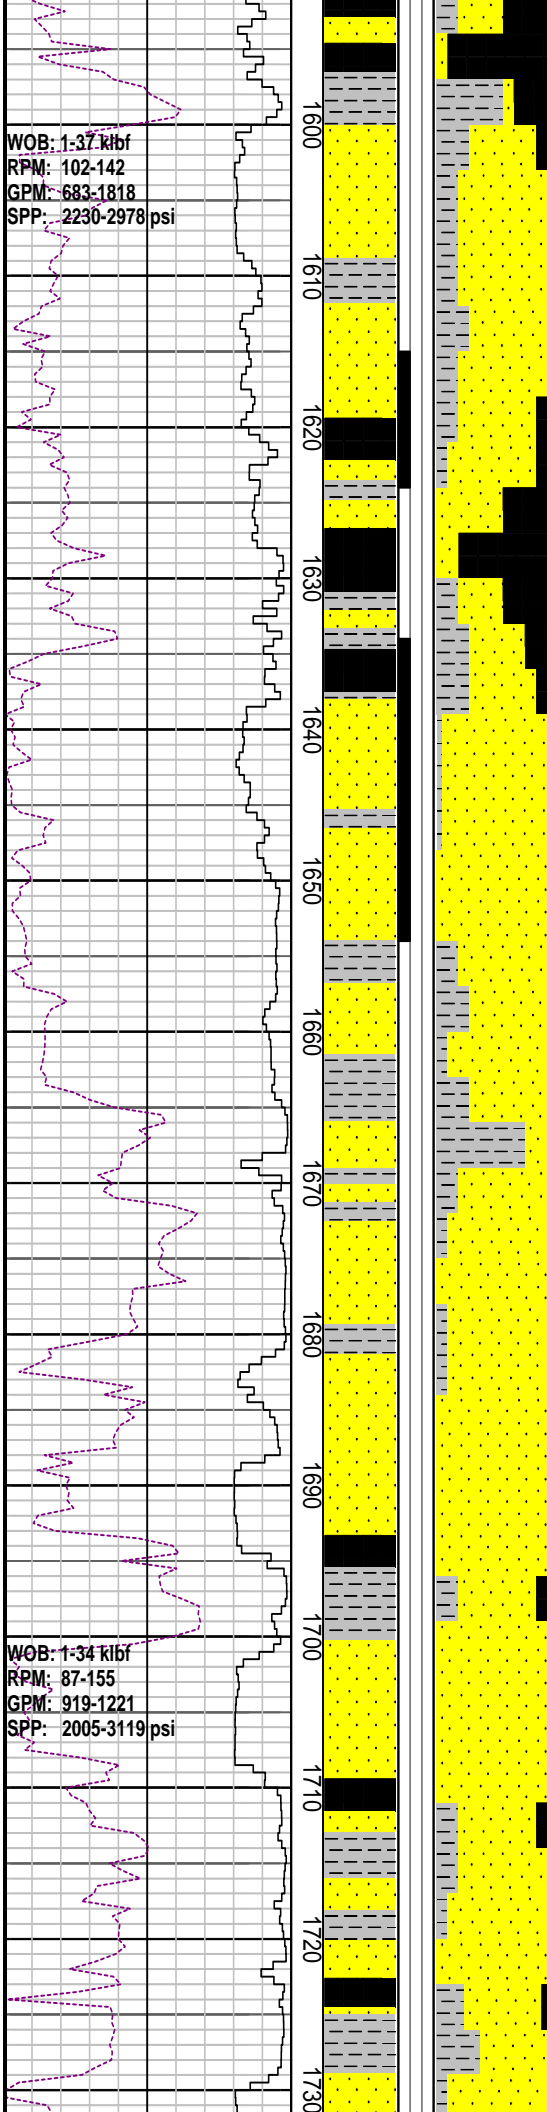 1600
WOB: 1-37 klbf
RPM: 102-142
GPM: 683-1818
SPP: 2230-2978 psi
1610
1620
1630
1640
1650
1660
1670
1680
1690
1700
WOB: 1-34 klbf
RPM: 87-155
GPM: 919-1221
SPP: 2005-3119 psi
1710
1720
1730